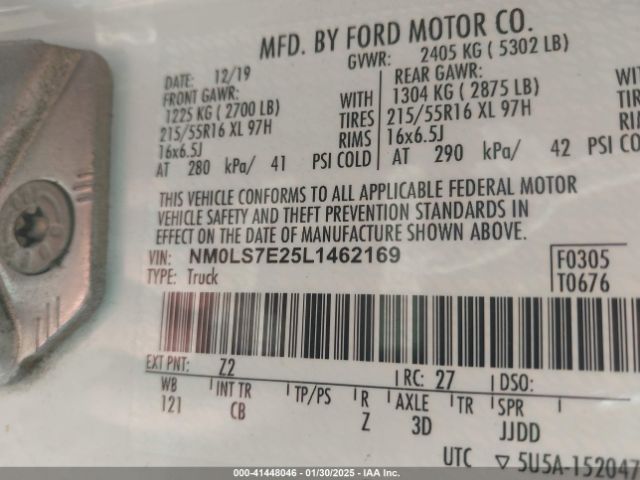 MFD. BY FORD MOTOR CO.
DATE: 12/19 GVWR: 2405 KG ( 5302 LB)
FRONT GAWR: REAR GAWR:
1225 KG ( 2700 LB) WITH 1304 KG ( 2875 LB) WIT
215/55R16 XL 97H TIRES 215/55R16 XL 97H TIRE
16x6.5J RIMS 16x6.5J RIM
AT 280 kPa/ 41 PSI COLD AT 290 kPa/ 42 PSI COL
THIS VEHICLE CONFORMS TO ALL APPLICABLE FEDERAL MOTOR
VEHICLE SAFETY AND THEFT PREVENTION STANDARDS IN
EFFECT ON THE DATE OF MANUFACTURE SHOWN ABOVE.
VIN: NM0LS7E25L1462169 F0305
TYPE: Truck T0676
EXT PNT: Z2 RC: 27 DSO:
WB INT TR TP/PS R AXLE TR SPR
121 CB Z 3D JJDD
UTC ▽ 5U5A-152047
000-41448046 - 01/30/2025 - IAA Inc.